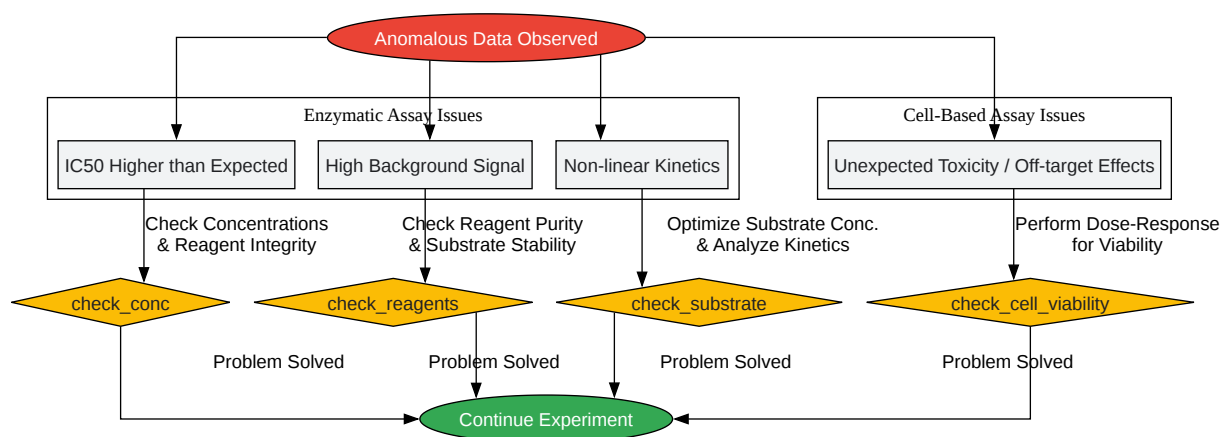 Anomalous Data Observed
Enzymatic Assay Issues
Cell-Based Assay Issues
IC50 Higher than Expected
High Background Signal
Non-linear Kinetics
Unexpected Toxicity / Off-target Effects
Check Concentrations
& Reagent Integrity
Check Reagent Purity
& Substrate Stability
Optimize Substrate Conc.
& Analyze Kinetics
Perform Dose-Response
for Viability
check_conc
check_reagents
check_substrate
check_cell_viability
Problem Solved
Problem Solved
Problem Solved
Problem Solved
Continue Experiment